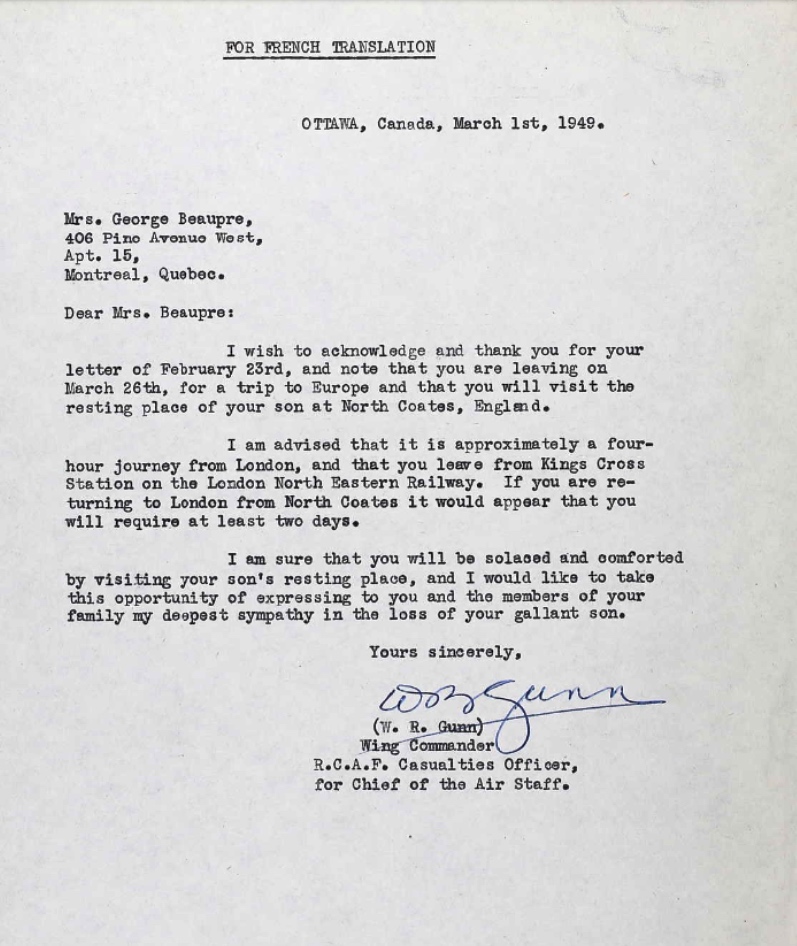 FOR FRENCH TRANSLATION
OTTAWA, Canada, March 1st, 1949.
Mrs. George Beaupre,
406 Pine Avenue West,
Apt. 15,
Montreal, Quebec.
Dear Mrs. Beaupre:
I wish to acknowledge and thank you for your
letter of February 23rd, and note that you are leaving on
March 26th, for a trip to Europe and that you will visit the
resting place of your son at North Coates, England.
I am advised that it is approximately a four-
hour journey from London, and that you leave from Kings Cross
Station on the London North Eastern Railway.  If you are re-
turning to London from North Coates it would appear that you
will require at least two days.
I am sure that you will be solaced and comforted
by visiting your son's resting place, and I would like to take
this opportunity of expressing to you and the members of your
family my deepest sympathy in the loss of your gallant son.
Yours sincerely,
WR Gunn
(W. R. Gunn)
Wing Commander
R.C.A.F. Casualties Officer,
for Chief of the Air Staff.